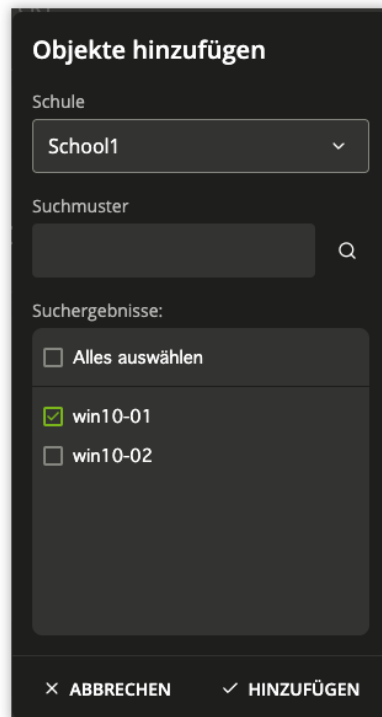 Objekte hinzufügen
Schule
School1
Suchmuster
Suchergebnisse:
Alles auswählen
win10-01
win10-02
ABBRECHEN HINZUFÜGEN